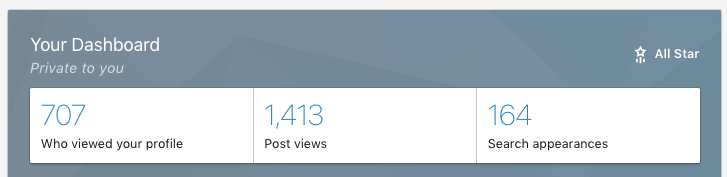 Your Dashboard
Private to you
All Star
707
Who viewed your profile
1,413
Post views
164
Search appearances